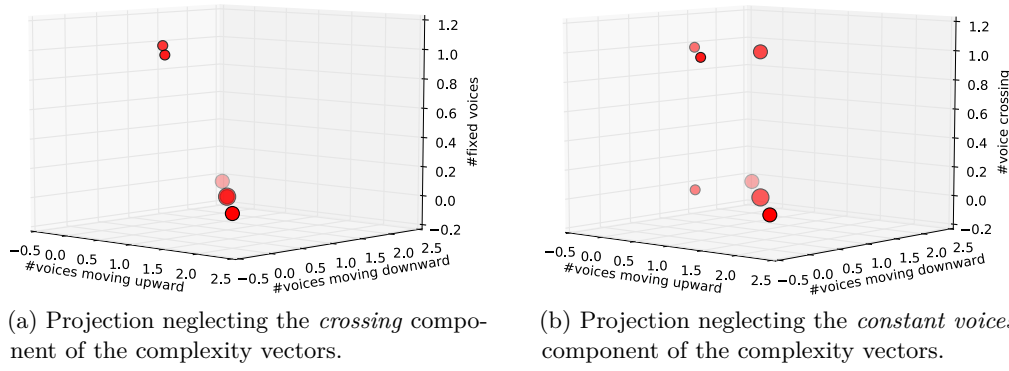 1.2
1.0
0.8
0.6
0.4
0.2
0.0
−0.2
#fixed voices
−0.5 0.0 0.5 1.0 1.5 2.0 2.5
#voices moving upward
−0.5 0.0 0.5 1.0 1.5 2.0 2.5
#voices moving downward
1.2
1.0
0.8
0.6
0.4
0.2
0.0
−0.2
#voice crossing
−0.5 0.0 0.5 1.0 1.5 2.0 2.5
#voices moving upward
−0.5 0.0 0.5 1.0 1.5 2.0 2.5
#voices moving downward
(a) Projection neglecting the crossing compo-
nent of the complexity vectors.
(b) Projection neglecting the constant voices
component of the complexity vectors.